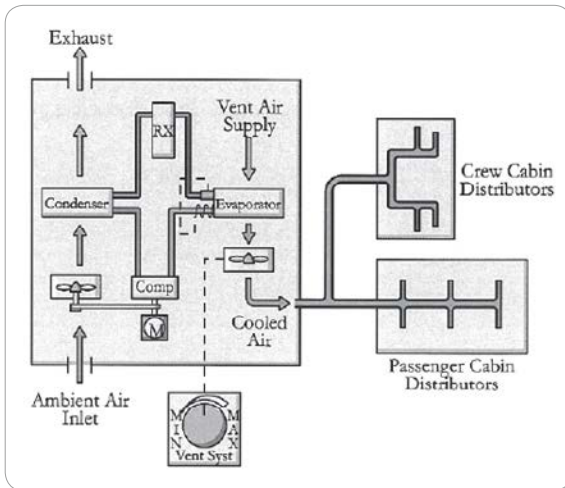 Exhaust
RX
Vent Air
Supply
Condenser
Evaporator
Comp
M
Cooled
Air
Ambient Air
Inlet
Crew Cabin
Distributors
Passenger Cabin
Distributors
MIN
MAX
Vent Syst